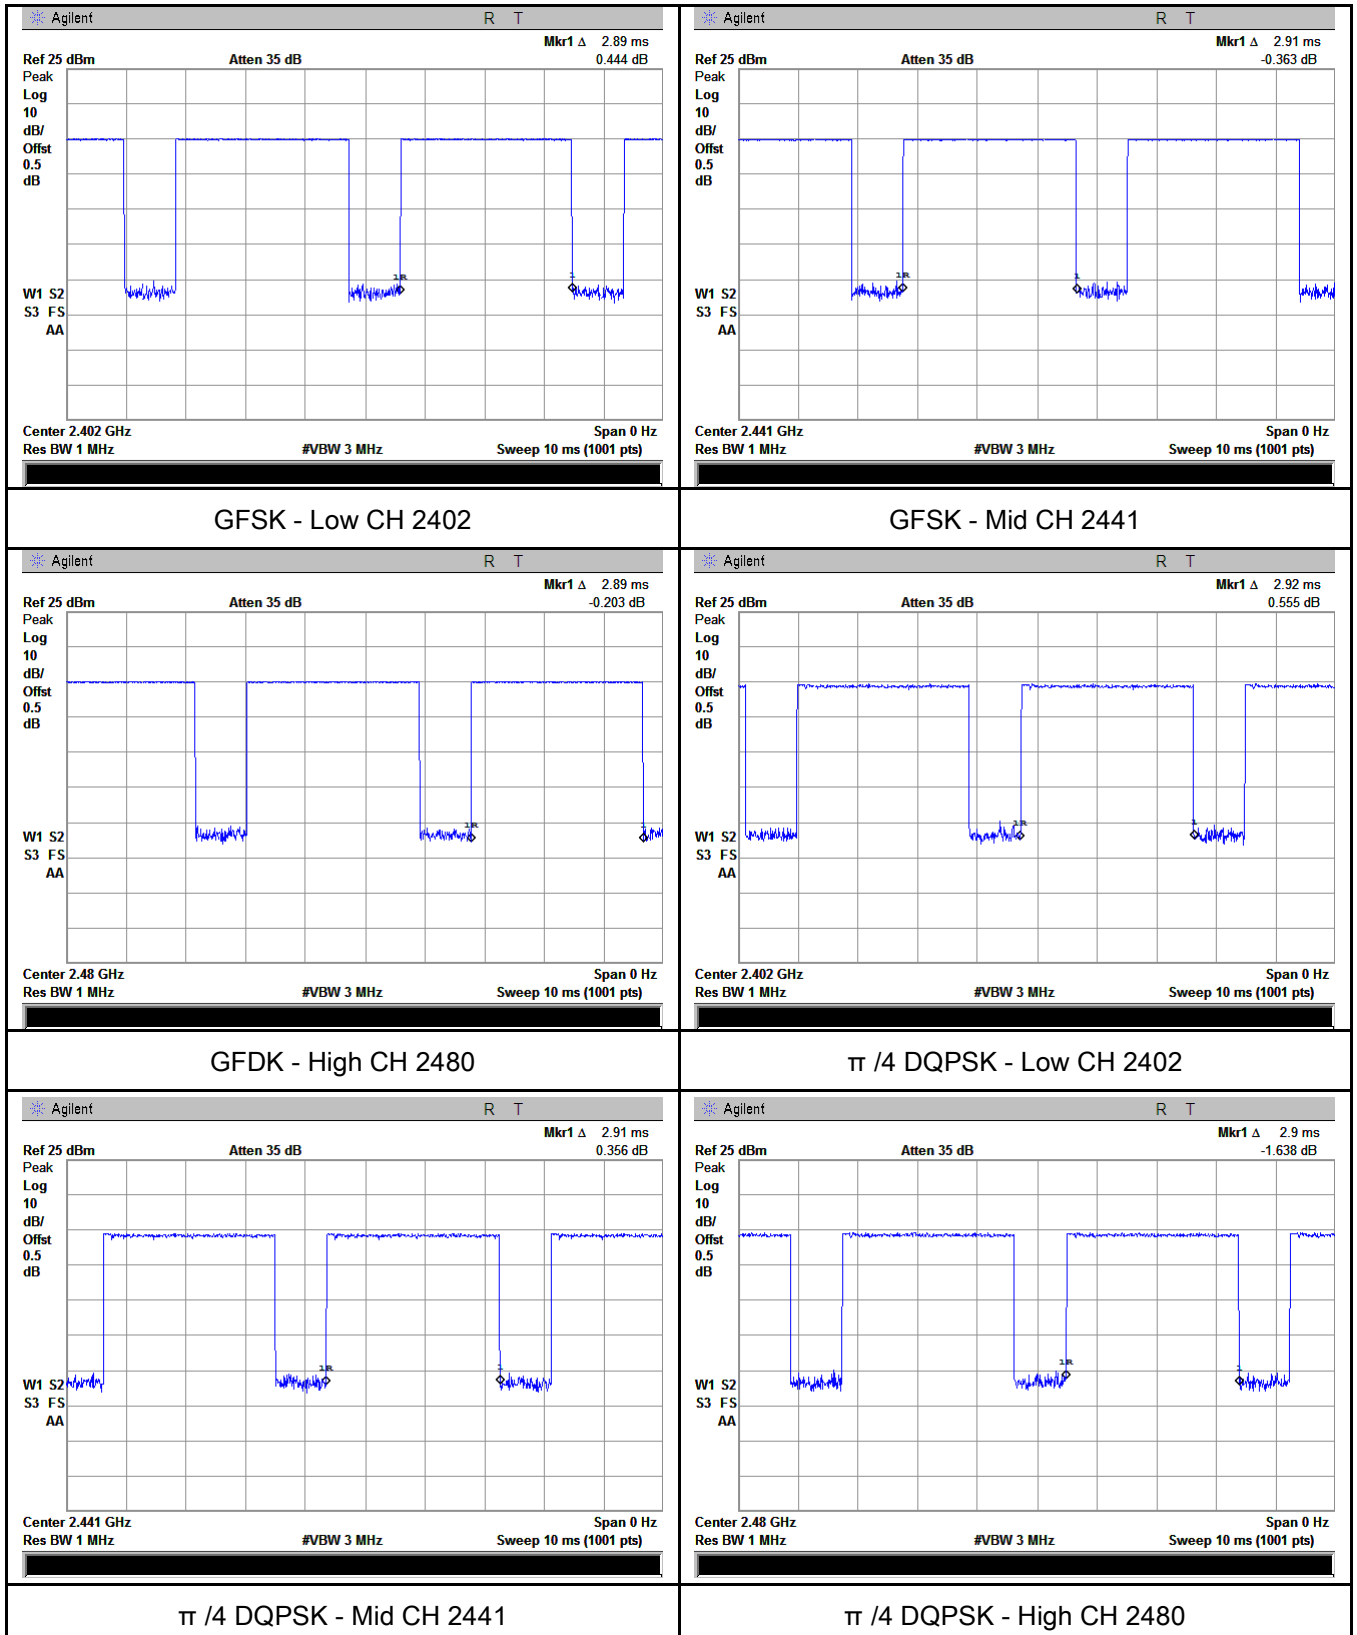 Agilent R T
Mkr1 Δ 2.89 ms
Ref 25 dBm Atten 35 dB 0.444 dB
Peak
Log
10
dB/
Offst
0.5
dB
1R 1
W1 S2
S3 FS
AA
Center 2.402 GHz Span 0 Hz
Res BW 1 MHz #VBW 3 MHz Sweep 10 ms (1001 pts)
GFSK - Low CH 2402
Agilent R T
Mkr1 Δ 2.91 ms
Ref 25 dBm Atten 35 dB -0.363 dB
Peak
Log
10
dB/
Offst
0.5
dB
1R 1
W1 S2
S3 FS
AA
Center 2.441 GHz Span 0 Hz
Res BW 1 MHz #VBW 3 MHz Sweep 10 ms (1001 pts)
GFSK - Mid CH 2441
Agilent R T
Mkr1 Δ 2.89 ms
Ref 25 dBm Atten 35 dB -0.203 dB
Peak
Log
10
dB/
Offst
0.5
dB
1R 1
W1 S2
S3 FS
AA
Center 2.48 GHz Span 0 Hz
Res BW 1 MHz #VBW 3 MHz Sweep 10 ms (1001 pts)
GFDK - High CH 2480
Agilent R T
Mkr1 Δ 2.92 ms
Ref 25 dBm Atten 35 dB 0.555 dB
Peak
Log
10
dB/
Offst
0.5
dB
1R 1
W1 S2
S3 FS
AA
Center 2.402 GHz Span 0 Hz
Res BW 1 MHz #VBW 3 MHz Sweep 10 ms (1001 pts)
π /4 DQPSK - Low CH 2402
Agilent R T
Mkr1 Δ 2.91 ms
Ref 25 dBm Atten 35 dB 0.356 dB
Peak
Log
10
dB/
Offst
0.5
dB
1R 1
W1 S2
S3 FS
AA
Center 2.441 GHz Span 0 Hz
Res BW 1 MHz #VBW 3 MHz Sweep 10 ms (1001 pts)
π /4 DQPSK - Mid CH 2441
Agilent R T
Mkr1 Δ 2.9 ms
Ref 25 dBm Atten 35 dB -1.638 dB
Peak
Log
10
dB/
Offst
0.5
dB
1R 1
W1 S2
S3 FS
AA
Center 2.48 GHz Span 0 Hz
Res BW 1 MHz #VBW 3 MHz Sweep 10 ms (1001 pts)
π /4 DQPSK - High CH 2480